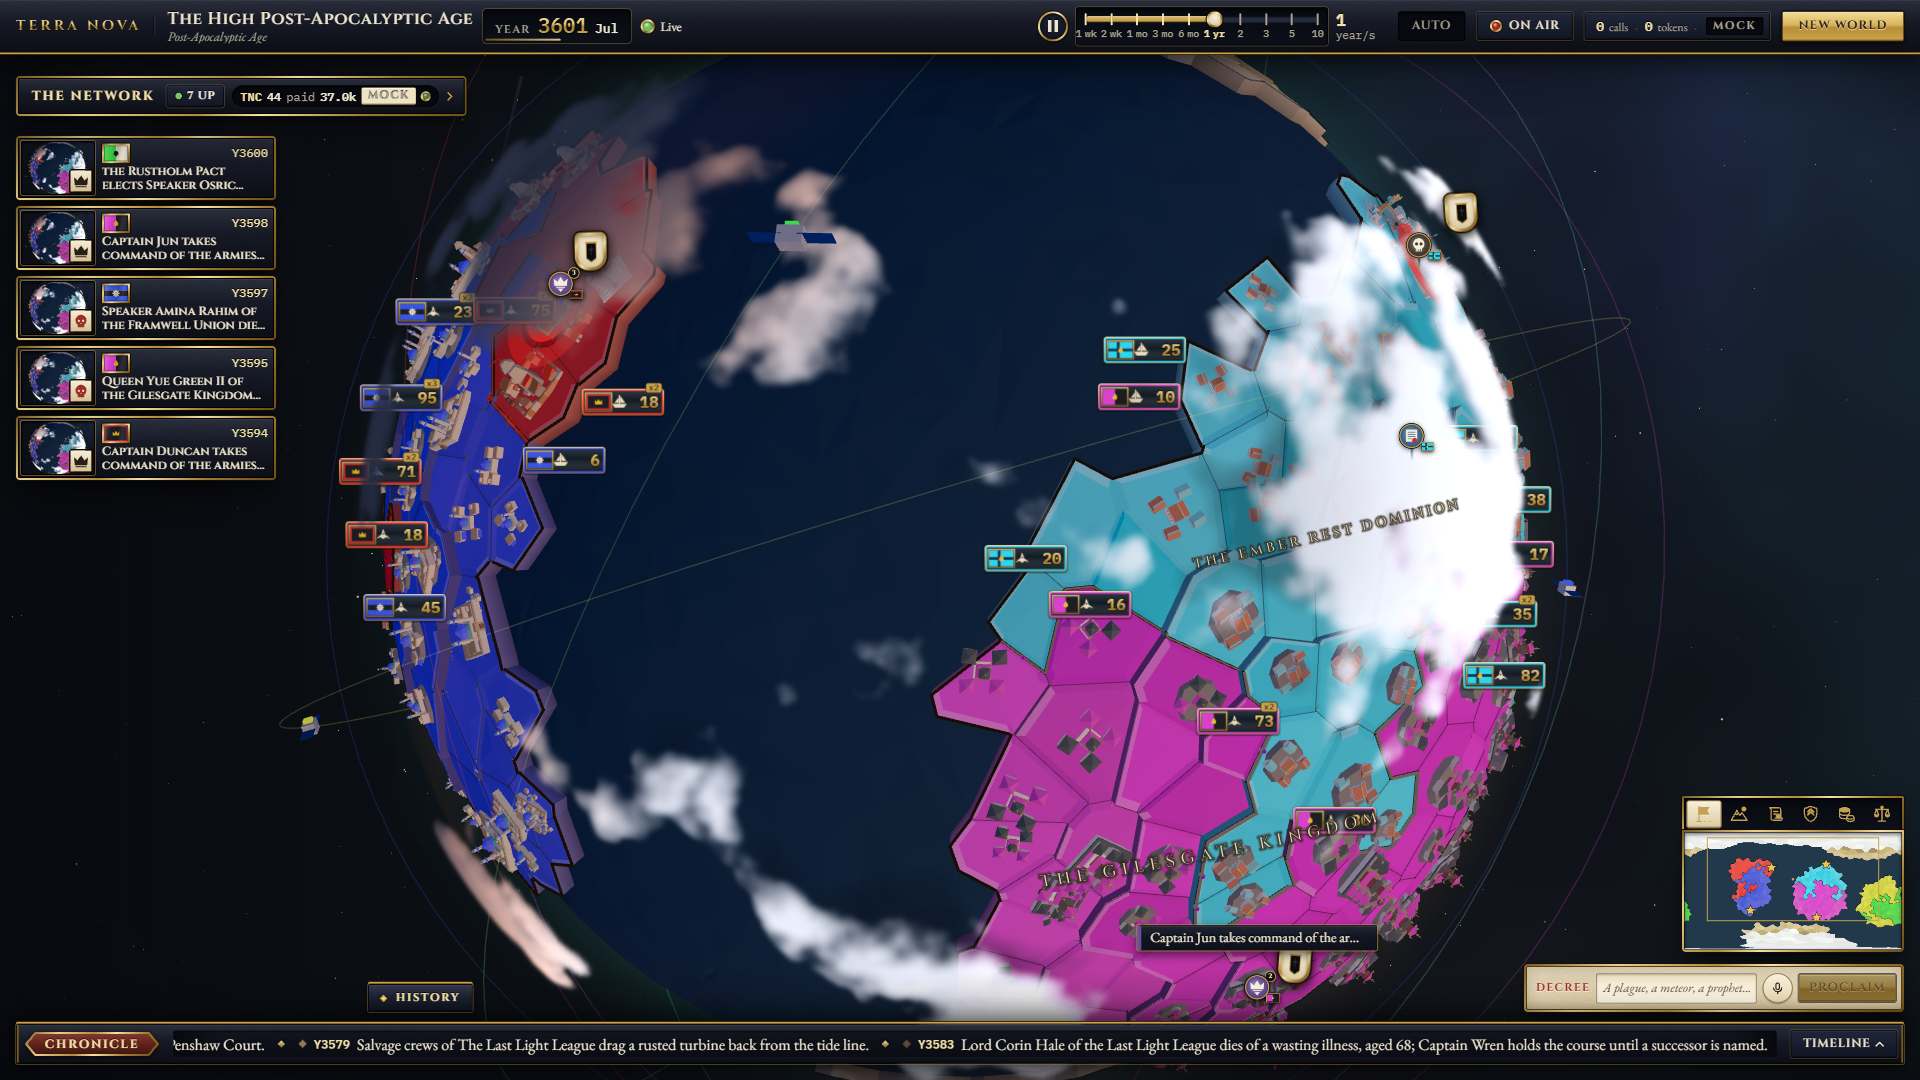 TERRA NOVA
THE HIGH POST-APOCALYPTIC AGE
Post-Apocalyptic Age
YEAR 3601 Jul
Live
1 wk 2 wk 1 mo 3 mo 6 mo 1 yr 2 3 5 10
1 year/s
AUTO
ON AIR
0 calls · 0 tokens · MOCK
NEW WORLD
THE NETWORK
7 UP
TNC 44 paid 37.0k MOCK
Y3600
THE RUSTHOLM PACT
ELECTS SPEAKER OSRIC...
Y3598
CAPTAIN JUN TAKES
COMMAND OF THE ARMIES...
Y3597
SPEAKER AMINA RAHIM OF
THE FRAMWELL UNION DIE...
Y3595
QUEEN YUE GREEN II OF
THE GILESGATE KINGDOM...
Y3594
CAPTAIN DUNCAN TAKES
COMMAND OF THE ARMIES...
3
23
75
x3
95
x2
18
6
x2
71
18
45
25
10
20
16
x2
73
38
17
x2
35
82
THE EMBER REST DOMINION
THE GILESGATE KINGDOM
Captain Jun takes command of the ar...
2
DECREE
A plague, a meteor, a prophet...
PROCLAIM
HISTORY
CHRONICLE
Penshaw Court.
Y3579 Salvage crews of The Last Light League drag a rusted turbine back from the tide line.
Y3583 Lord Corin Hale of the Last Light League dies of a wasting illness, aged 68; Captain Wren holds the course until a successor is named.
TIMELINE